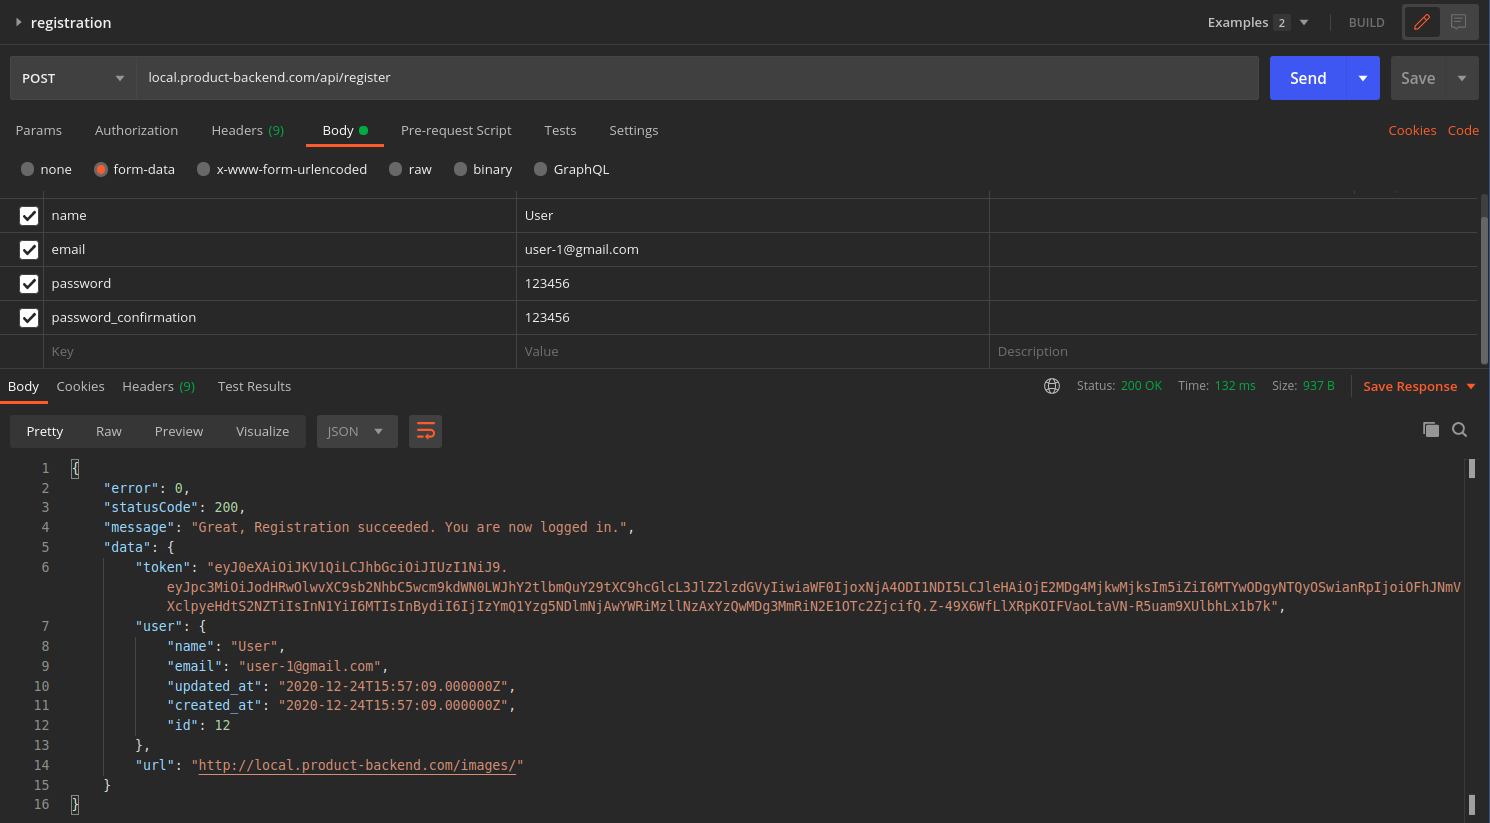 registration
Examples 2
BUILD
POST
local.product-backend.com/api/register
Send
Save
Params Authorization Headers (9) Body Pre-request Script Tests Settings Cookies Code
none form-data x-www-form-urlencoded raw binary GraphQL
name User
email user-1@gmail.com
password 123456
password_confirmation 123456
Key Value Description
Body Cookies Headers (9) Test Results Status: 200 OK Time: 132 ms Size: 937 B Save Response
Pretty Raw Preview Visualize JSON
1 {
2 "error": 0,
3 "statusCode": 200,
4 "message": "Great, Registration succeeded. You are now logged in.",
5 "data": {
6 "token": "eyJ0eXAiOiJKV1QiLCJhbGciOiJIUzI1NiJ9.
eyJpc3MiOiJodHRwOlwvXC9sb2NhbC5wcm9kdWN0LWJhY2tlbmQuY29tXC9hcGlcL3JlZ2lzdGVyIiwiaWF0IjoxNjA4ODI1NDI5LCJleHAiOjE2MDg4MjkwMjksIm5iZiI6MTYwODgyNTQyOSwianRpIjoiOFhJNmV
XclpyeHdtS2NZTiIsInN1YiI6MTIsInBydiI6IjIzYmQ1Yzg5NDlmNjAwYWRiMzllNzAxYzQwMDg3MmRiN2E1OTc2ZjcifQ.Z-49X6WfLlXRpKOIFVaoLtaVN-R5uam9XUlbhLx1b7k",
7 "user": {
8 "name": "User",
9 "email": "user-1@gmail.com",
10 "updated_at": "2020-12-24T15:57:09.000000Z",
11 "created_at": "2020-12-24T15:57:09.000000Z",
12 "id": 12
13 },
14 "url": "http://local.product-backend.com/images/"
15 }
16 }